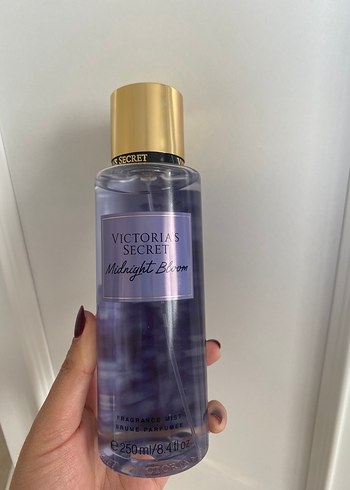 SECRET
VICTORIA'S
SECRET
Midnight Bloom
FRAGRANCE MIST
BRUME PARFUMÉE
℮ 250 ml/8.4 fl oz